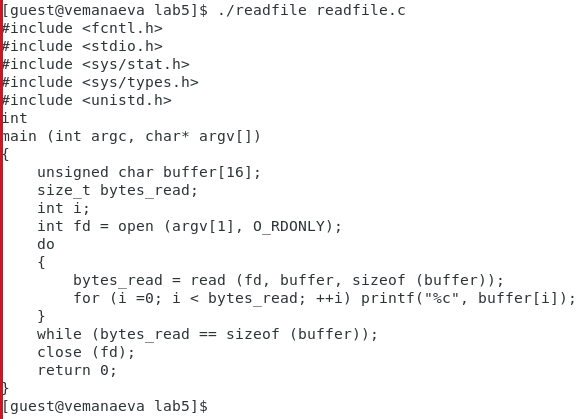 [guest@vemanaeva lab5]$ ./readfile readfile.c
#include <fcntl.h>
#include <stdio.h>
#include <sys/stat.h>
#include <sys/types.h>
#include <unistd.h>
int
main (int argc, char* argv[])
{
    unsigned char buffer[16];
    size_t bytes_read;
    int i;
    int fd = open (argv[1], O_RDONLY);
    do
    {
        bytes_read = read (fd, buffer, sizeof (buffer));
        for (i =0; i < bytes_read; ++i) printf("%c", buffer[i]);
    }
    while (bytes_read == sizeof (buffer));
    close (fd);
    return 0;
}
[guest@vemanaeva lab5]$